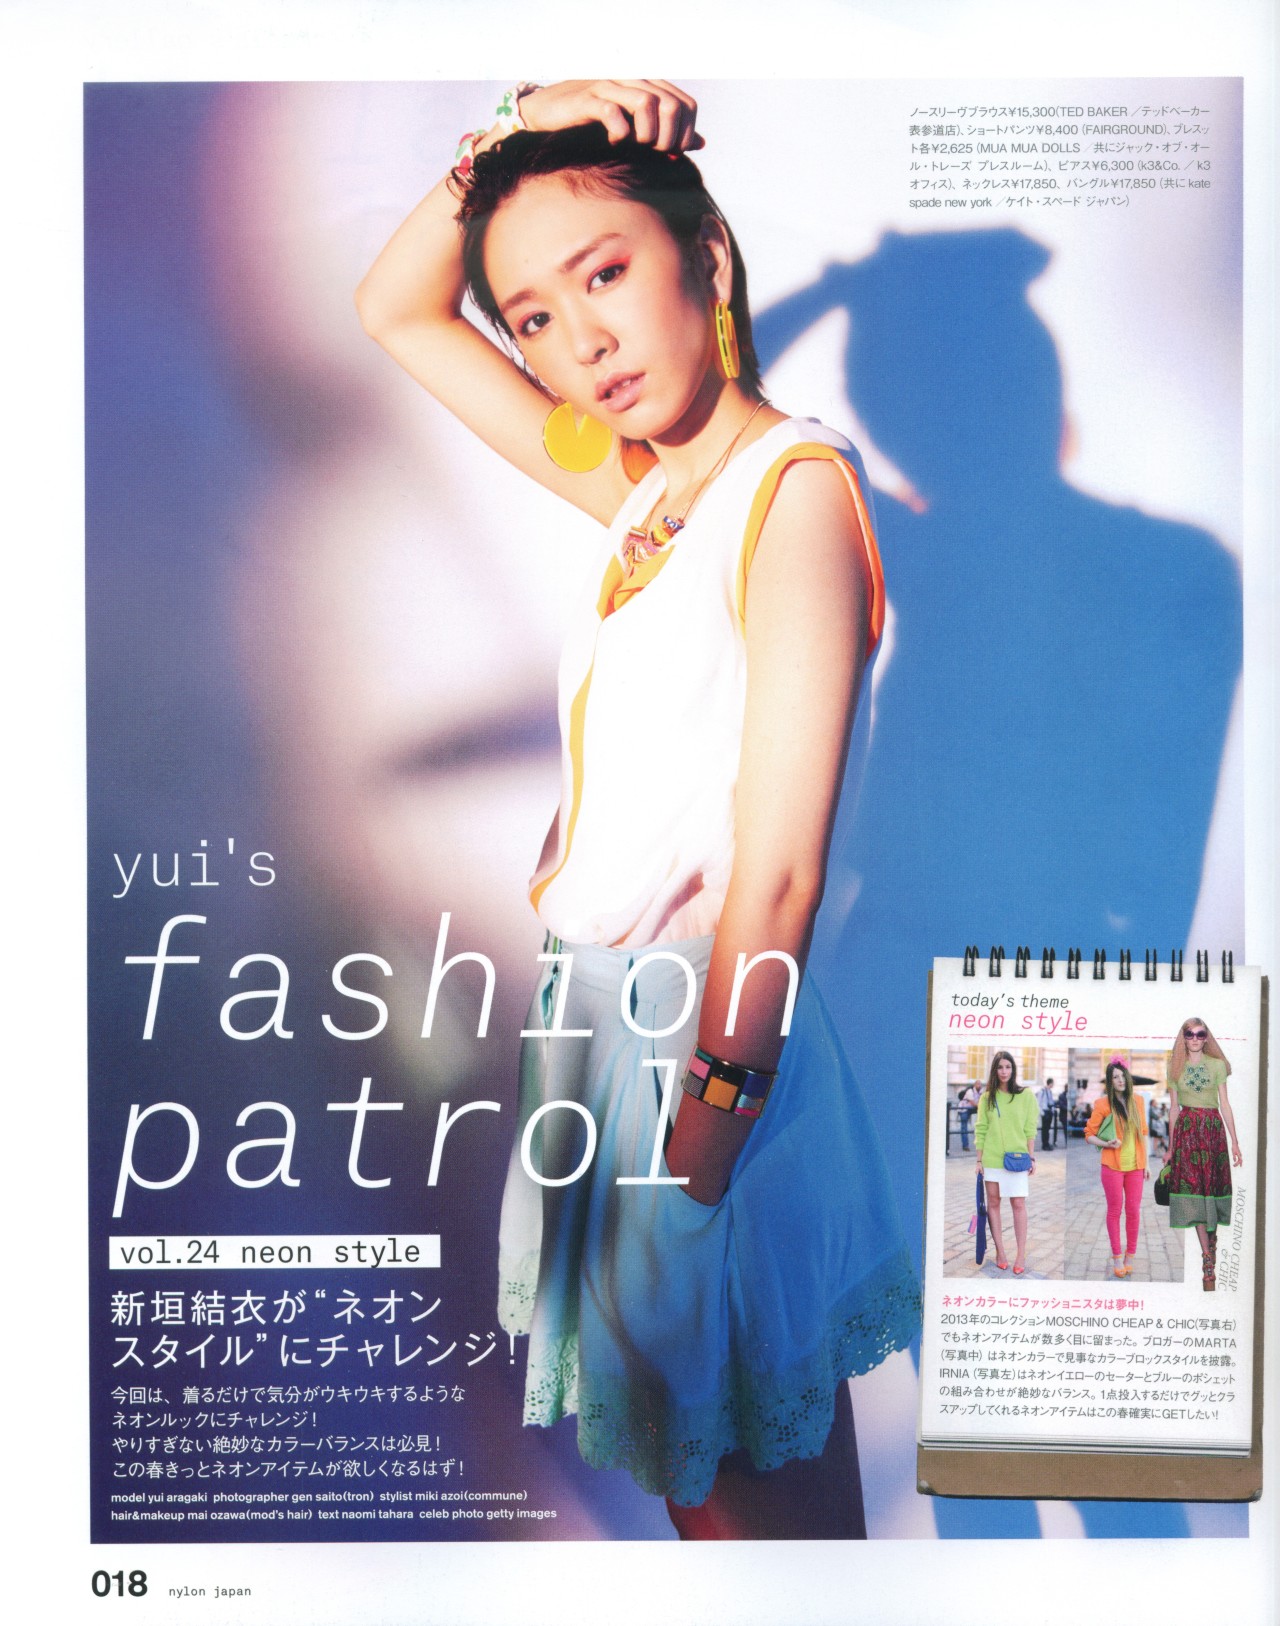 ノースリーヴブラウス¥15,300(TED BAKER ／テッドベーカー
表参道店)、ショートパンツ¥8,400 (FAIRGROUND)、ブレスッ
ト各¥2,625 (MUA MUA DOLLS ／共にジャック・オブ・オー
ル・トレーズ プレスルーム)、ピアス¥6,300 (k3&Co. ／ k3
オフィス)、ネックレス¥17,850、バングル¥17,850 (共に kate
spade new york ／ケイト・スペード ジャパン)
yui's
fashion
patrol
vol.24 neon style
新垣結衣が“ネオン
スタイル”にチャレンジ！
今回は、着るだけで気分がウキウキするような
ネオンルックにチャレンジ！
やりすぎない絶妙なカラーバランスは必見！
この春きっとネオンアイテムが欲しくなるはず！
model yui aragaki photographer gen saito(tron) stylist miki azoi(commune)
hair&makeup mai ozawa(mod's hair) text naomi tahara celeb photo getty images
today's theme
neon style
MOSCHINO CHEAP
& CHIC
ネオンカラーにファッショニスタは夢中！
2013年のコレクションMOSCHINO CHEAP & CHIC(写真右)
でもネオンアイテムが数多く目に留まった。ブロガーのMARTA
(写真中) はネオンカラーで見事なカラーブロックスタイルを披露。
IRNIA (写真左)はネオンイエローのセーターとブルーのポシェット
の組み合わせが絶妙なバランス。1点投入するだけでグッとクラ
スアップしてくれるネオンアイテムはこの春確実にGETしたい！
018 nylon japan